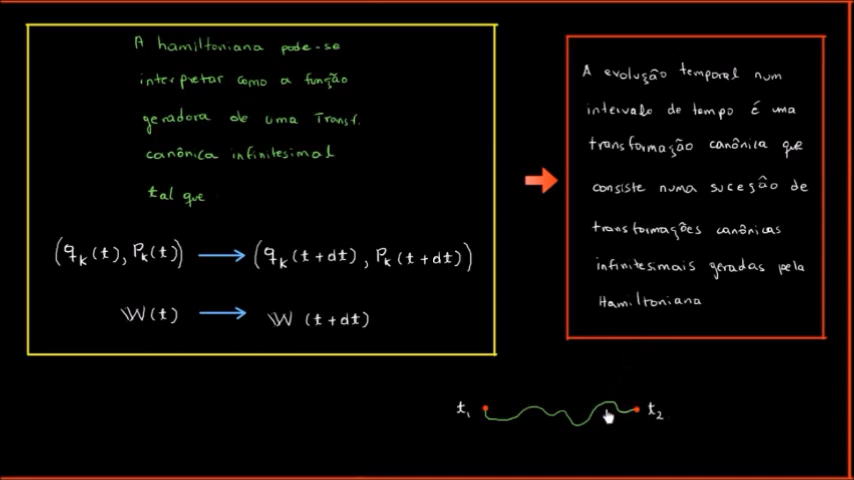 A hamiltoniana pode-se
interpretar como a função
geradora de uma Transf.
canônica infinitesimal
tal que
(q_k(t), P_k(t)) → (q_k(t+dt), P_k(t+dt))
W(t) → W(t+dt)
A evolução temporal num
intervalo de tempo é uma
transformação canônica que
consiste numa suceção de
transformações canônicas
infinitesimais geradas pela
Hamiltoniana
t₁ t₂